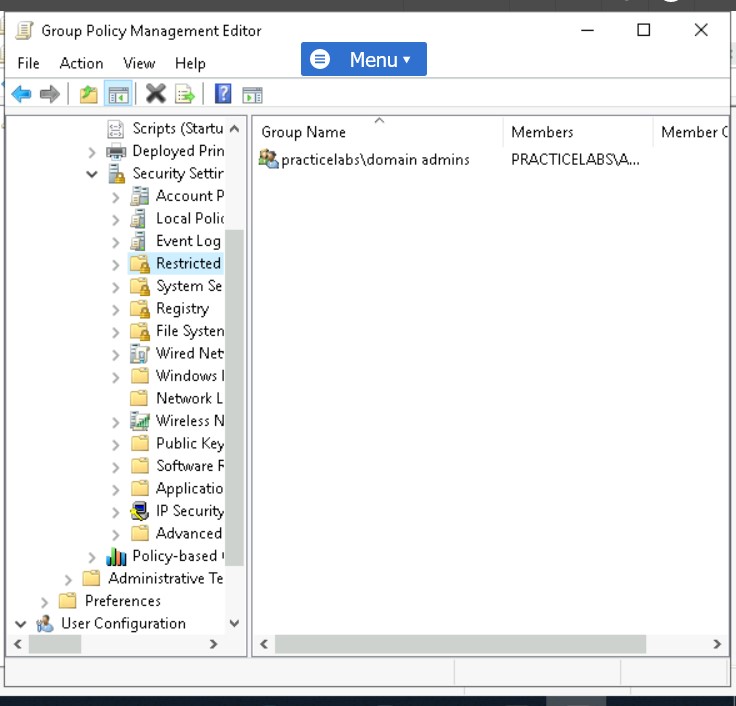 Group Policy Management Editor
File Action View Help
Menu
Scripts (Startu
Deployed Prin
Security Settir
Account P
Local Polic
Event Log
Restricted
System Se
Registry
File System
Wired Net
Windows I
Network L
Wireless N
Public Key
Software R
Applicatio
IP Security
Advanced
Policy-based
Administrative Te
Preferences
User Configuration
Group Name Members Member O
practicelabs\domain admins PRACTICELABS\A...